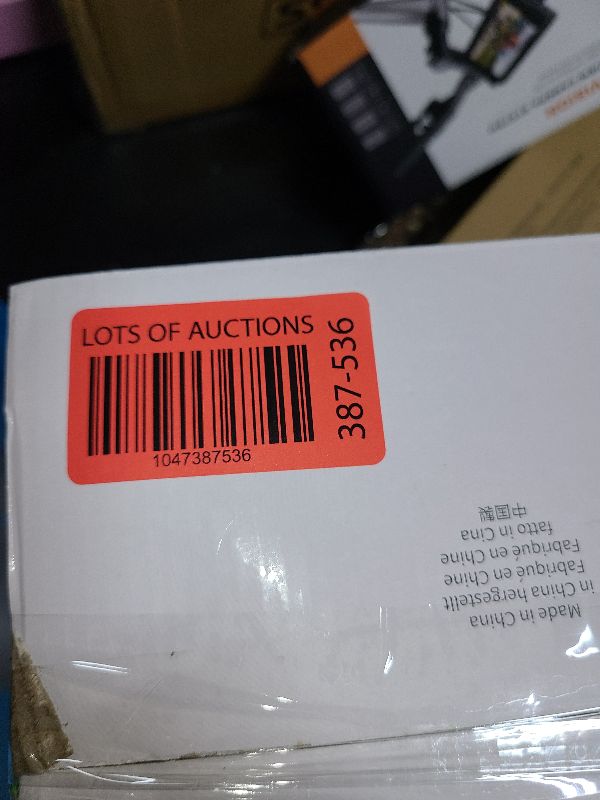 LOTS OF AUCTIONS
387-536
1047387536
Made in China
in China hergestellt
Fabriqué en Chine
Fabriqué en Chine
fatto in Cina
中国製